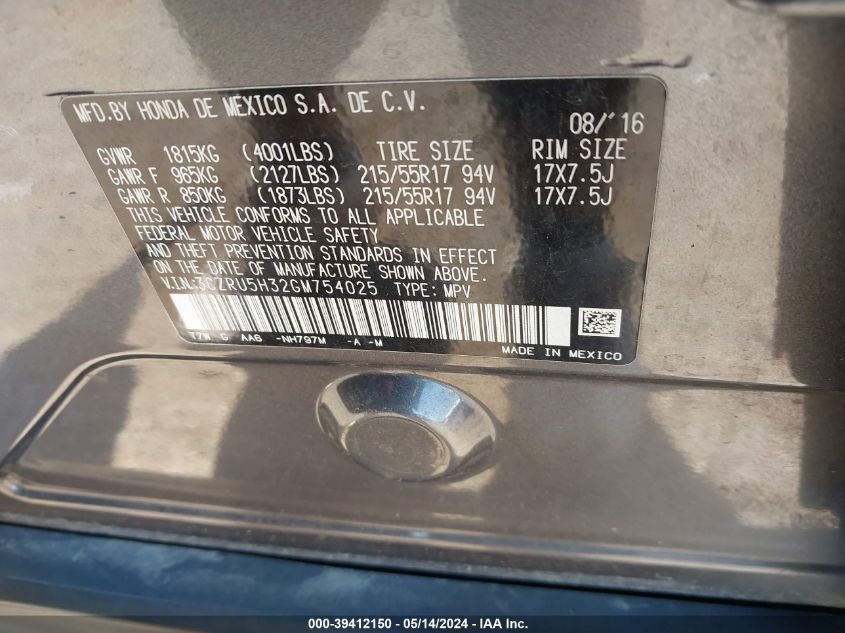 MFD.BY HONDA DE MEXICO S.A. DE C.V.
08/'16
GVWR 1815KG (4001LBS) TIRE SIZE RIM SIZE
GAWR F 965KG (2127LBS) 215/55R17 94V 17X7.5J
GAWR R 850KG (1873LBS) 215/55R17 94V 17X7.5J
THIS VEHICLE CONFORMS TO ALL APPLICABLE
FEDERAL MOTOR VEHICLE SAFETY
AND THEFT PREVENTION STANDARDS IN EFFECT
ON THE DATE OF MANUFACTURE SHOWN ABOVE.
V.I.N.:3CZRU5H32GM754025 TYPE: MPV
T7W G AA6 -NH797M -A -M
MADE IN MEXICO
000-39412150 - 05/14/2024 - IAA Inc.